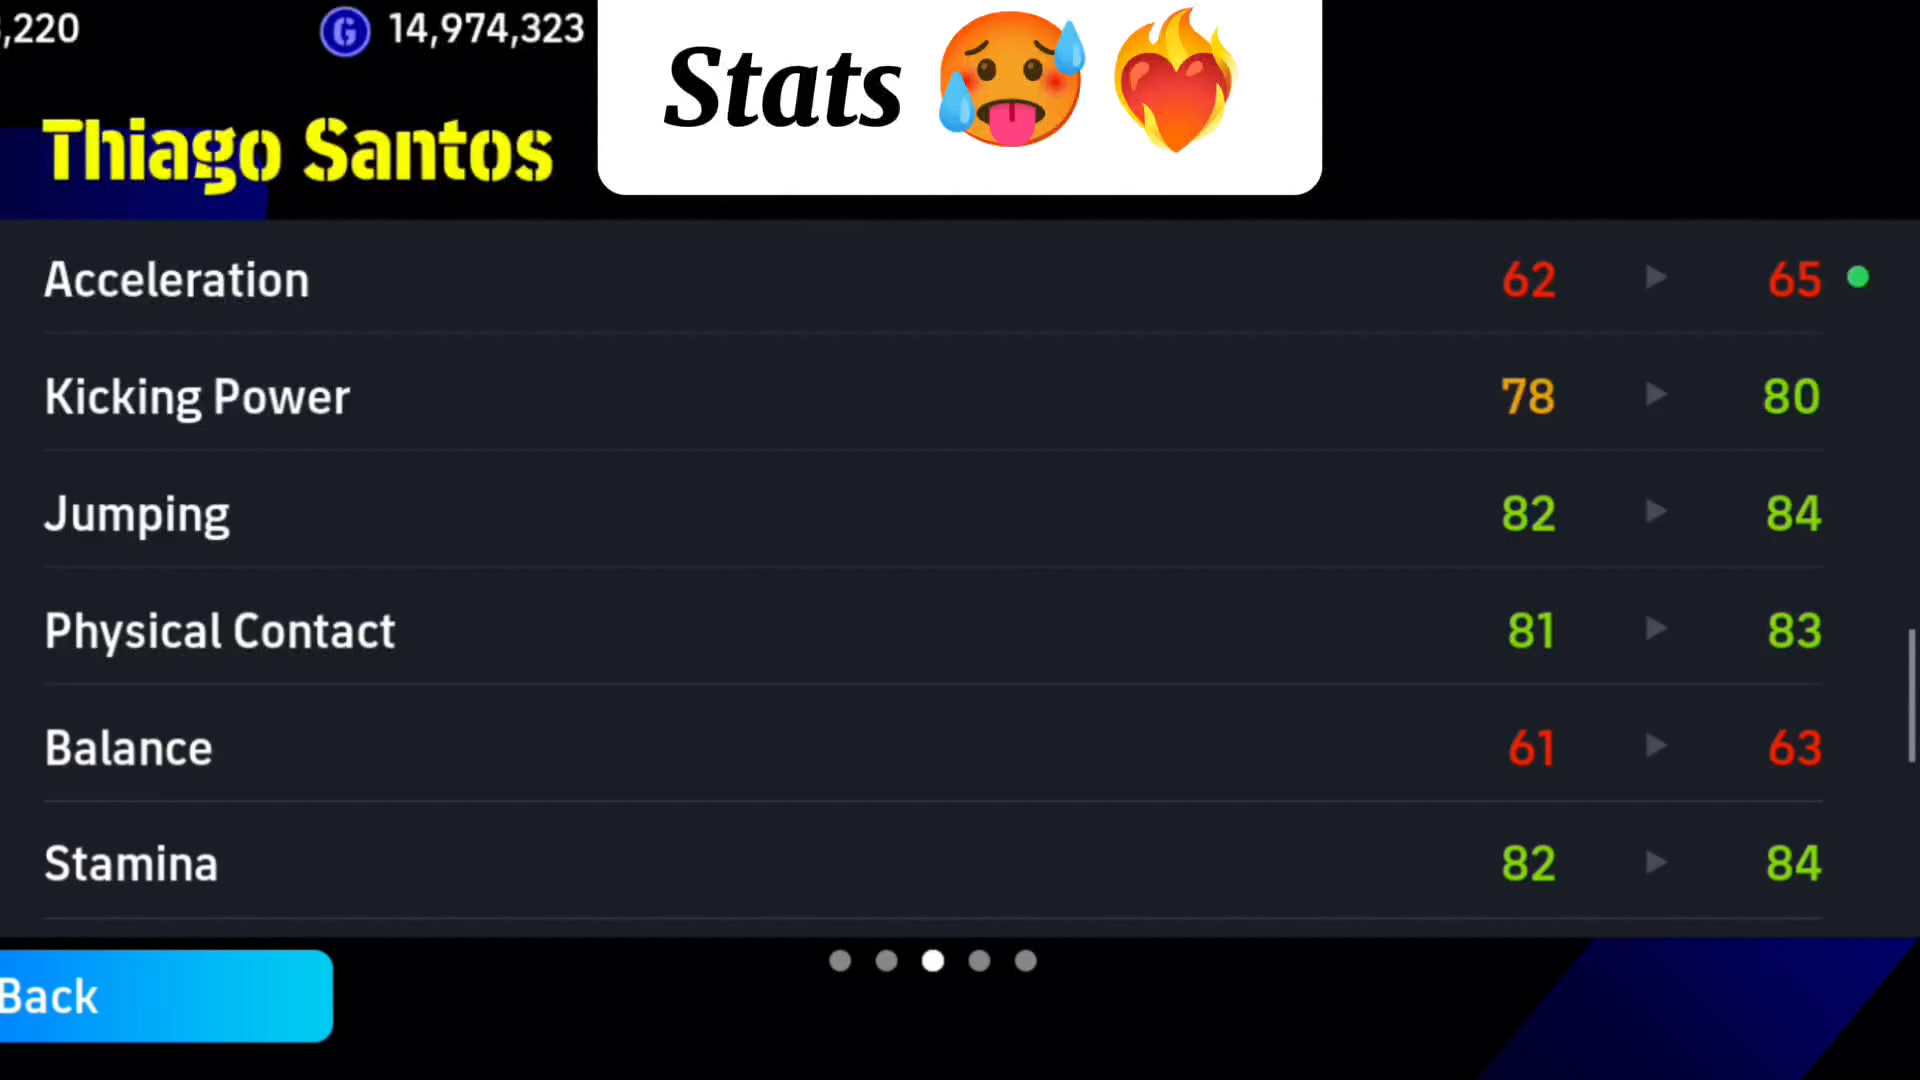 ,220 14,974,323
Stats 🥵 ❤️‍🔥
Thiago Santos
Acceleration 62 ▶ 65
Kicking Power 78 ▶ 80
Jumping 82 ▶ 84
Physical Contact 81 ▶ 83
Balance 61 ▶ 63
Stamina 82 ▶ 84
Back